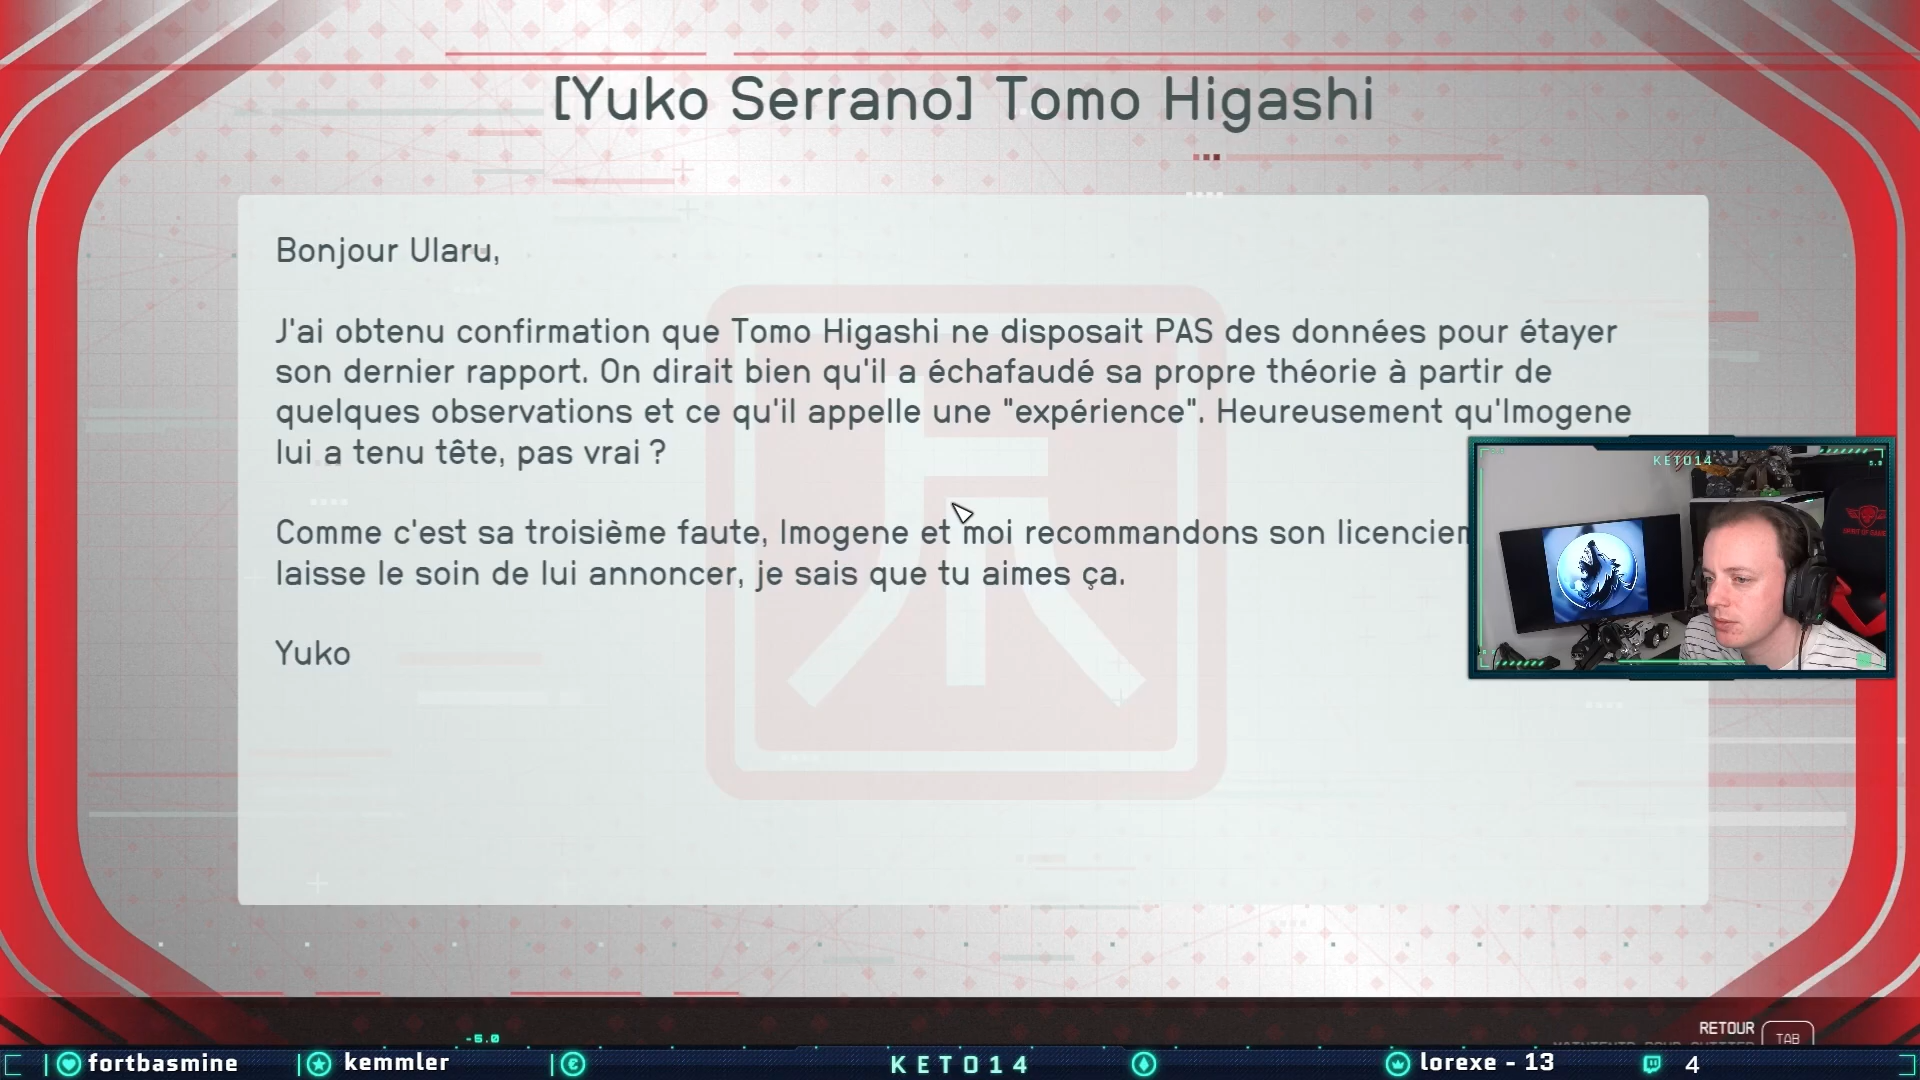 [Yuko Serrano] Tomo Higashi
Bonjour Ularu,
J'ai obtenu confirmation que Tomo Higashi ne disposait PAS des données pour étayer
son dernier rapport. On dirait bien qu'il a échafaudé sa propre théorie à partir de
quelques observations et ce qu'il appelle une "expérience". Heureusement qu'Imogene
lui a tenu tête, pas vrai ?
Comme c'est sa troisième faute, Imogene et moi recommandons son licenciem
laisse le soin de lui annoncer, je sais que tu aimes ça.
Yuko
KETO14
RETOUR
TAB
-5.0
fortbasmine
kemmler
KETO14
lorexe - 13
4